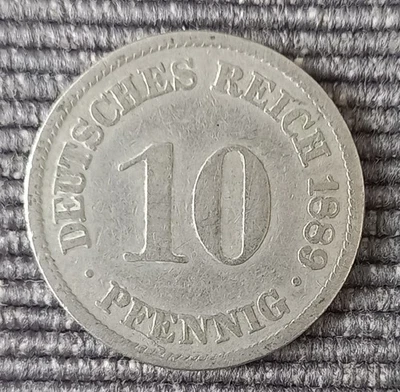 DEUTSCHES REICH 1889
10
· PFENNIG ·